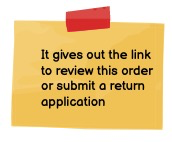 It gives out the link
to review this order
or submit a return
application